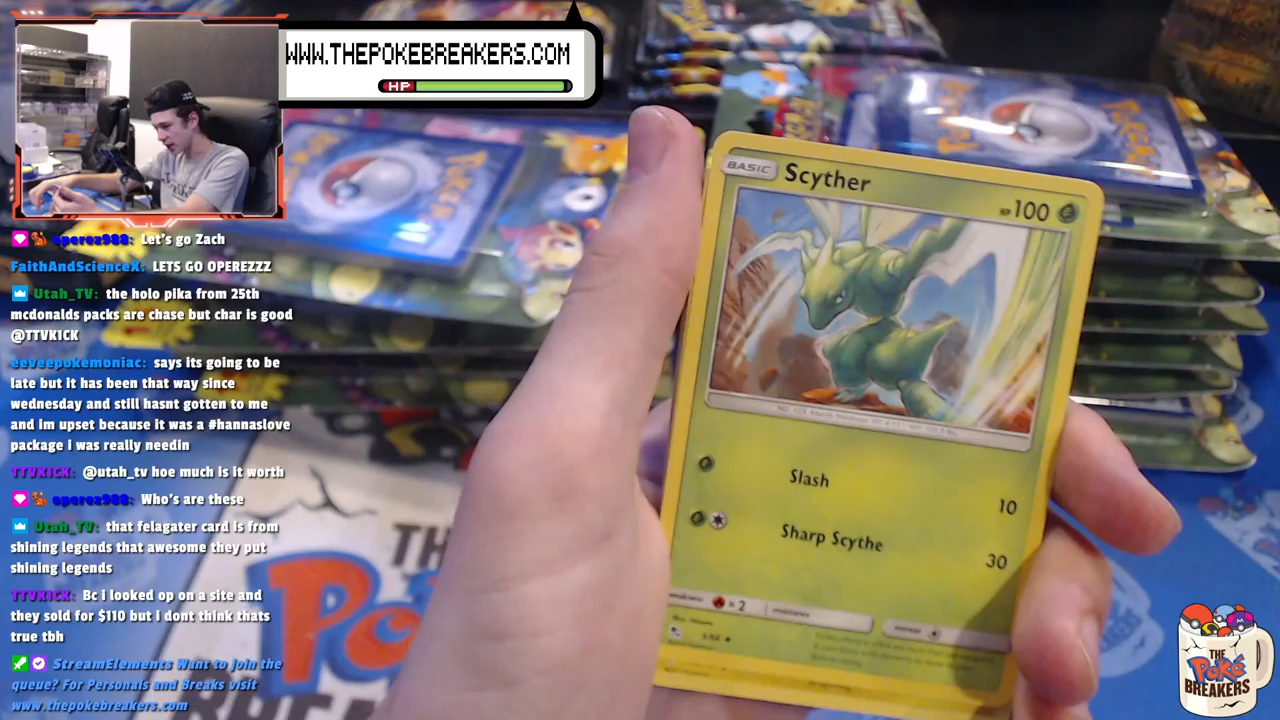 WWW.THEPOKEBREAKERS.COM
HP
operez988: Let's go Zach
FaithAndScienceX: LETS GO OPEREZZZ
Utah_TV: the holo pika from 25th
mcdonalds packs are chase but char is good
@TTVK1CK
eeveepokemoniac: says its going to be
late but it has been that way since
wednesday and still hasnt gotten to me
and im upset because it was a #hannaslove
package i was really needin
TTVK1CK: @utah_tv hoe much is it worth
operez988: Who's are these
Utah_TV: that felagater card is from
shining legends that awesome they put
shining legends
TTVK1CK: Bc i looked op on a site and
they sold for $110 but i dont think thats
true tbh
StreamElements Want to join the
queue? For Personals and Breaks visit
www.thepokebreakers.com
BASIC Scyther HP 100
Slash 10
Sharp Scythe 30
weakness × 2 resistance retreat
THE
Poké
BREAKERS